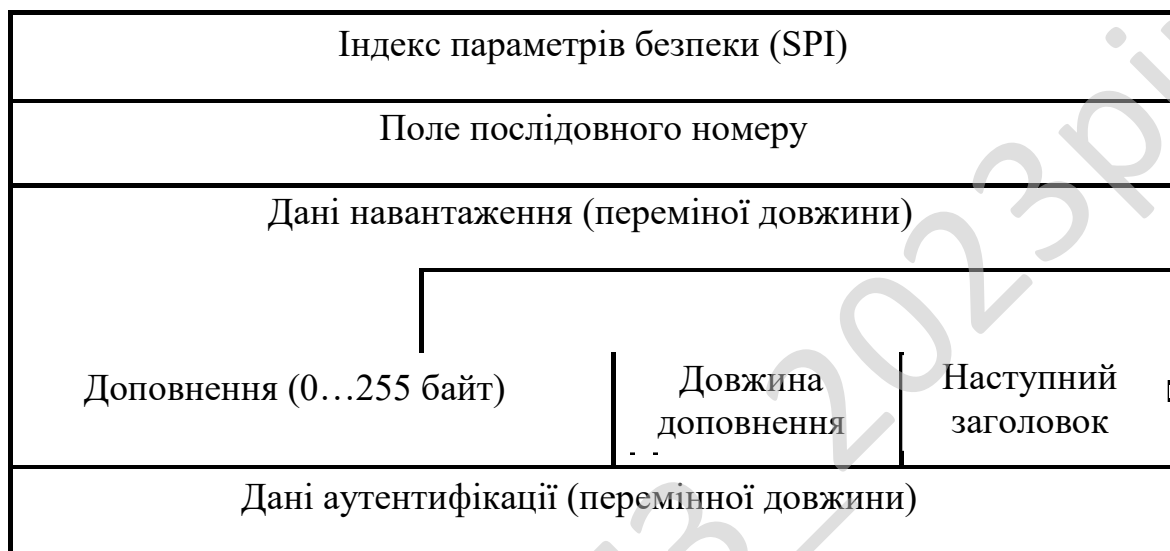 Індекс параметрів безпеки (SPI)
Поле послідовного номеру
Дані навантаження (переміної довжини)
Доповнення (0…255 байт)
Довжина
доповнення
Наступний
заголовок
Дані аутентифікації (перемінної довжини)